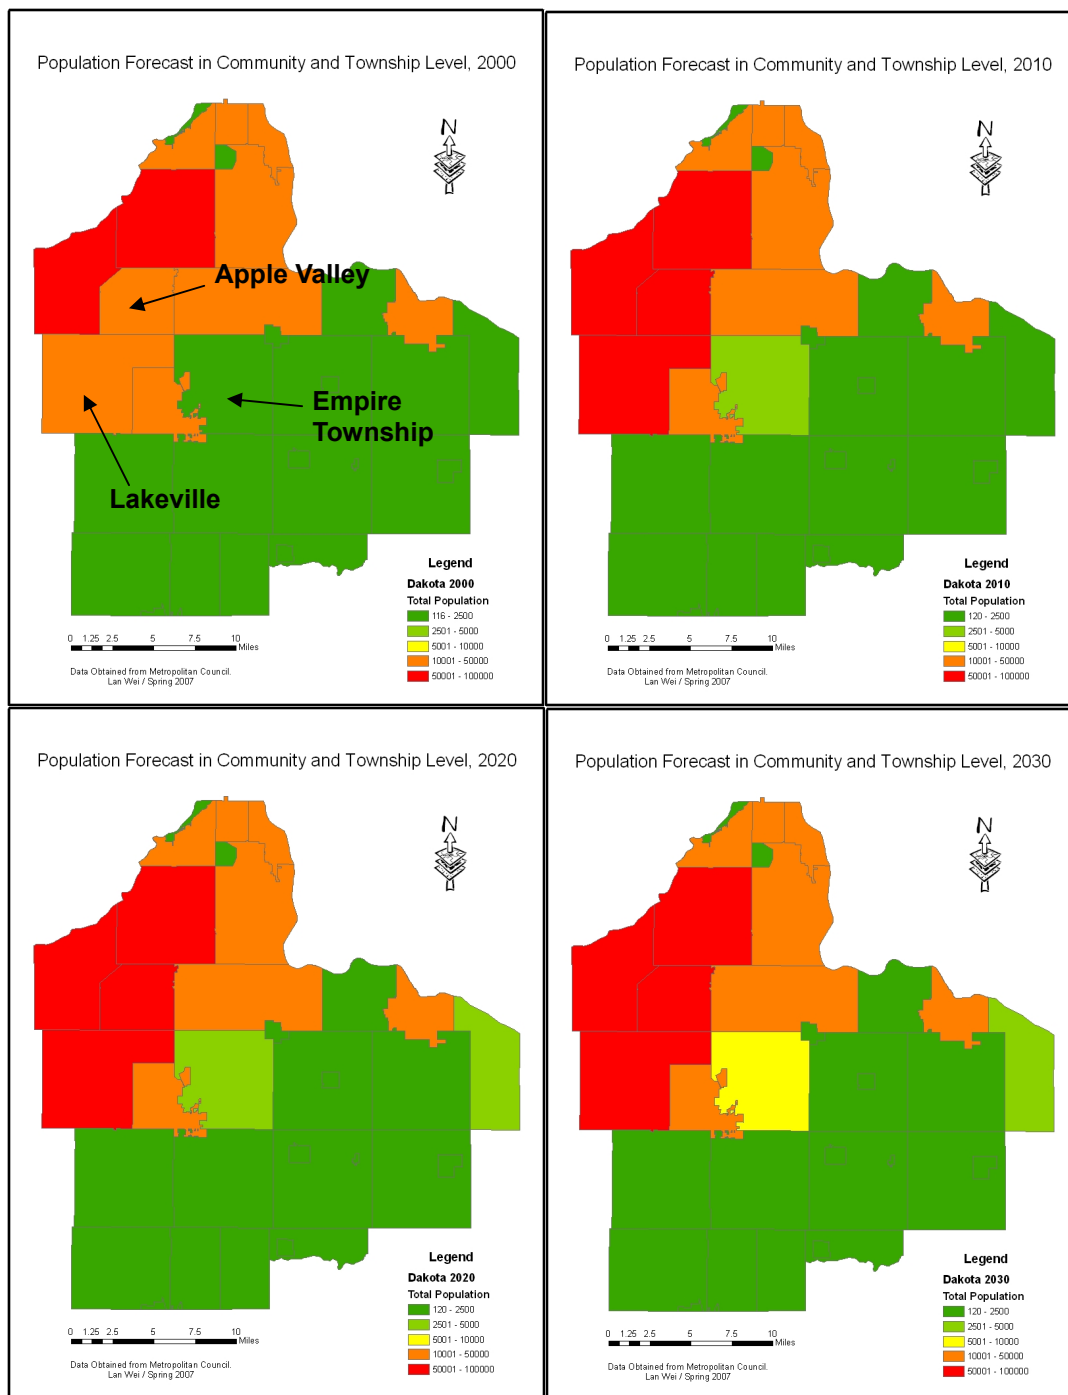 Population Forecast in Community and Township Level, 2000
N
Apple Valley
Empire
Township
Lakeville
Legend
Dakota 2000
Total Population
116 - 2500
2501 - 5000
5001 - 10000
10001 - 50000
50001 - 100000
0 1.25 2.5 5 7.5 10
Miles
Data Obtained from Metropolitan Council.
Lan Wei / Spring 2007
Population Forecast in Community and Township Level, 2010
N
Legend
Dakota 2010
Total Population
120 - 2500
2501 - 5000
5001 - 10000
10001 - 50000
50001 - 100000
0 1.25 2.5 5 7.5 10
Miles
Data Obtained from Metropolitan Council.
Lan Wei / Spring 2007
Population Forecast in Community and Township Level, 2020
N
Legend
Dakota 2020
Total Population
120 - 2500
2501 - 5000
5001 - 10000
10001 - 50000
50001 - 100000
0 1.25 2.5 5 7.5 10
Miles
Data Obtained from Metropolitan Council.
Lan Wei / Spring 2007
Population Forecast in Community and Township Level, 2030
N
Legend
Dakota 2030
Total Population
120 - 2500
2501 - 5000
5001 - 10000
10001 - 50000
50001 - 100000
0 1.25 2.5 5 7.5 10
Miles
Data Obtained from Metropolitan Council.
Lan Wei / Spring 2007